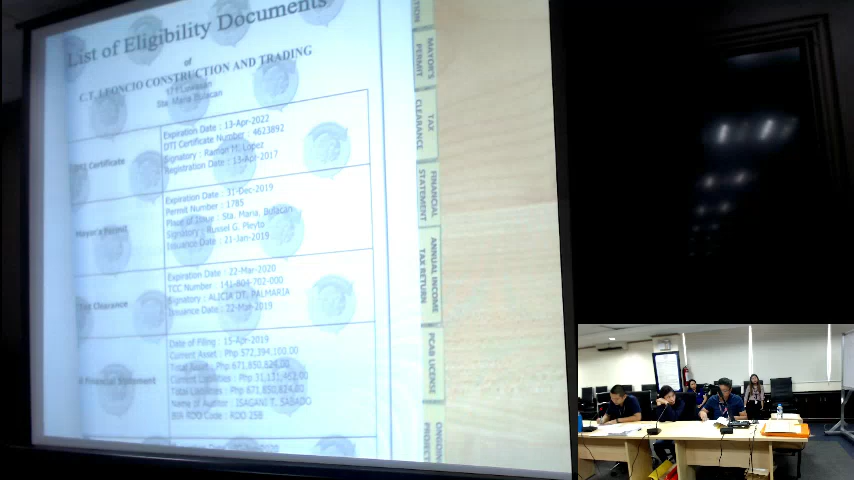 List of Eligibility Documents
of
C.T. LEONCIO CONSTRUCTION AND TRADING
Sta. Maria Bulacan
Certificate
Expiration Date : 13-Apr-2022
DTI Certificate Number : 4623892
Signatory : Ramon M. Lopez
Registration Date : 13-Apr-2017
Mayor's Permit
Expiration Date : 31-Dec-2019
Permit Number : 1785
Place of Issue : Sta. Maria, Bulacan
Signatory : Russel G. Pleyto
Issuance Date : 21-Jan-2019
Clearance
Expiration Date : 22-Mar-2020
TCC Number : 141-804-702-000
Signatory : ALICIA DT. PALMARIA
Issuance Date : 22-Mar-2019
Financial Statement
Date of Filing : 15-Apr-2019
Current Asset : Php 572,394,100.00
Total Asset : Php 671,850,824.00
Current Liabilities : Php
Total Liabilities : Php 671,850,824.00
Name of Auditor : ISAGANI T. SABADO
BIR RDO Code : RDO 25B
MAYOR'S
PERMIT
TAX
CLEARANCE
FINANCIAL
STATEMENT
ANNUAL INCOME
TAX RETURN
PCAB LICENSE
ONGOING